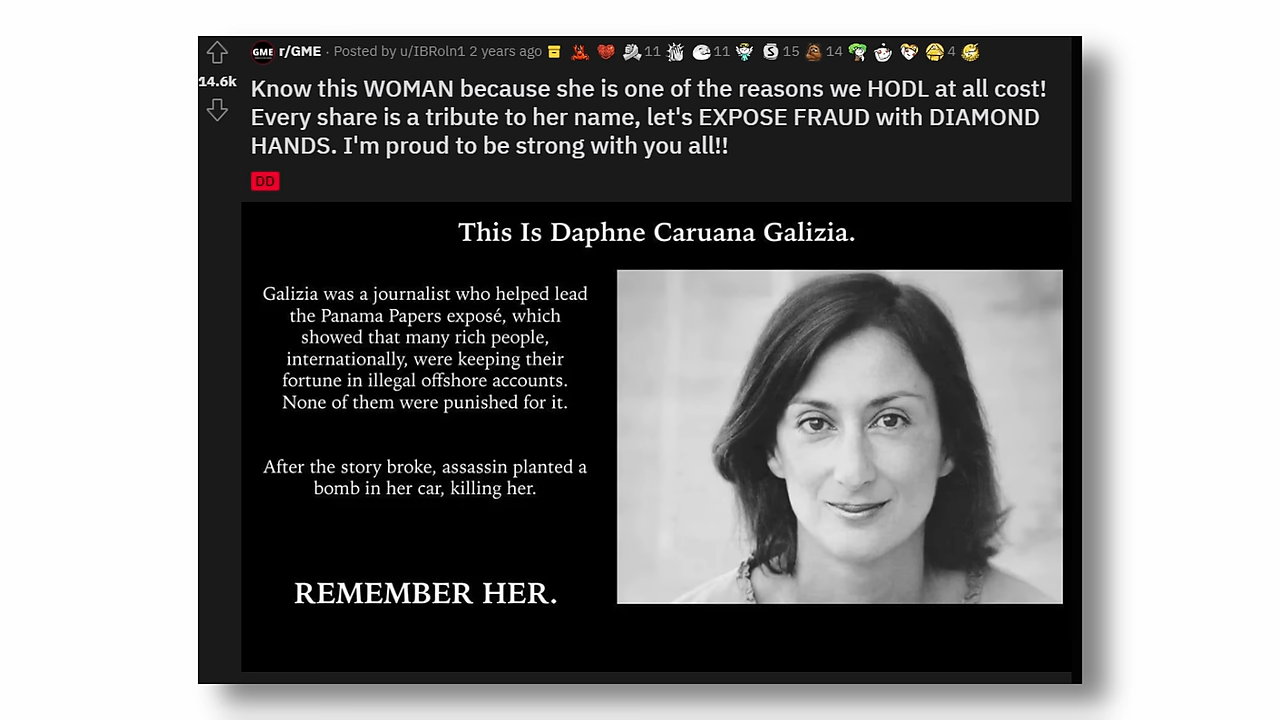 GME r/GME · Posted by u/IBRoln1 2 years ago 11 11 15 14 4
14.6k
Know this WOMAN because she is one of the reasons we HODL at all cost!
Every share is a tribute to her name, let's EXPOSE FRAUD with DIAMOND
HANDS. I'm proud to be strong with you all!!
DD
This Is Daphne Caruana Galizia.
Galizia was a journalist who helped lead
the Panama Papers exposé, which
showed that many rich people,
internationally, were keeping their
fortune in illegal offshore accounts.
None of them were punished for it.
After the story broke, assassin planted a
bomb in her car, killing her.
REMEMBER HER.